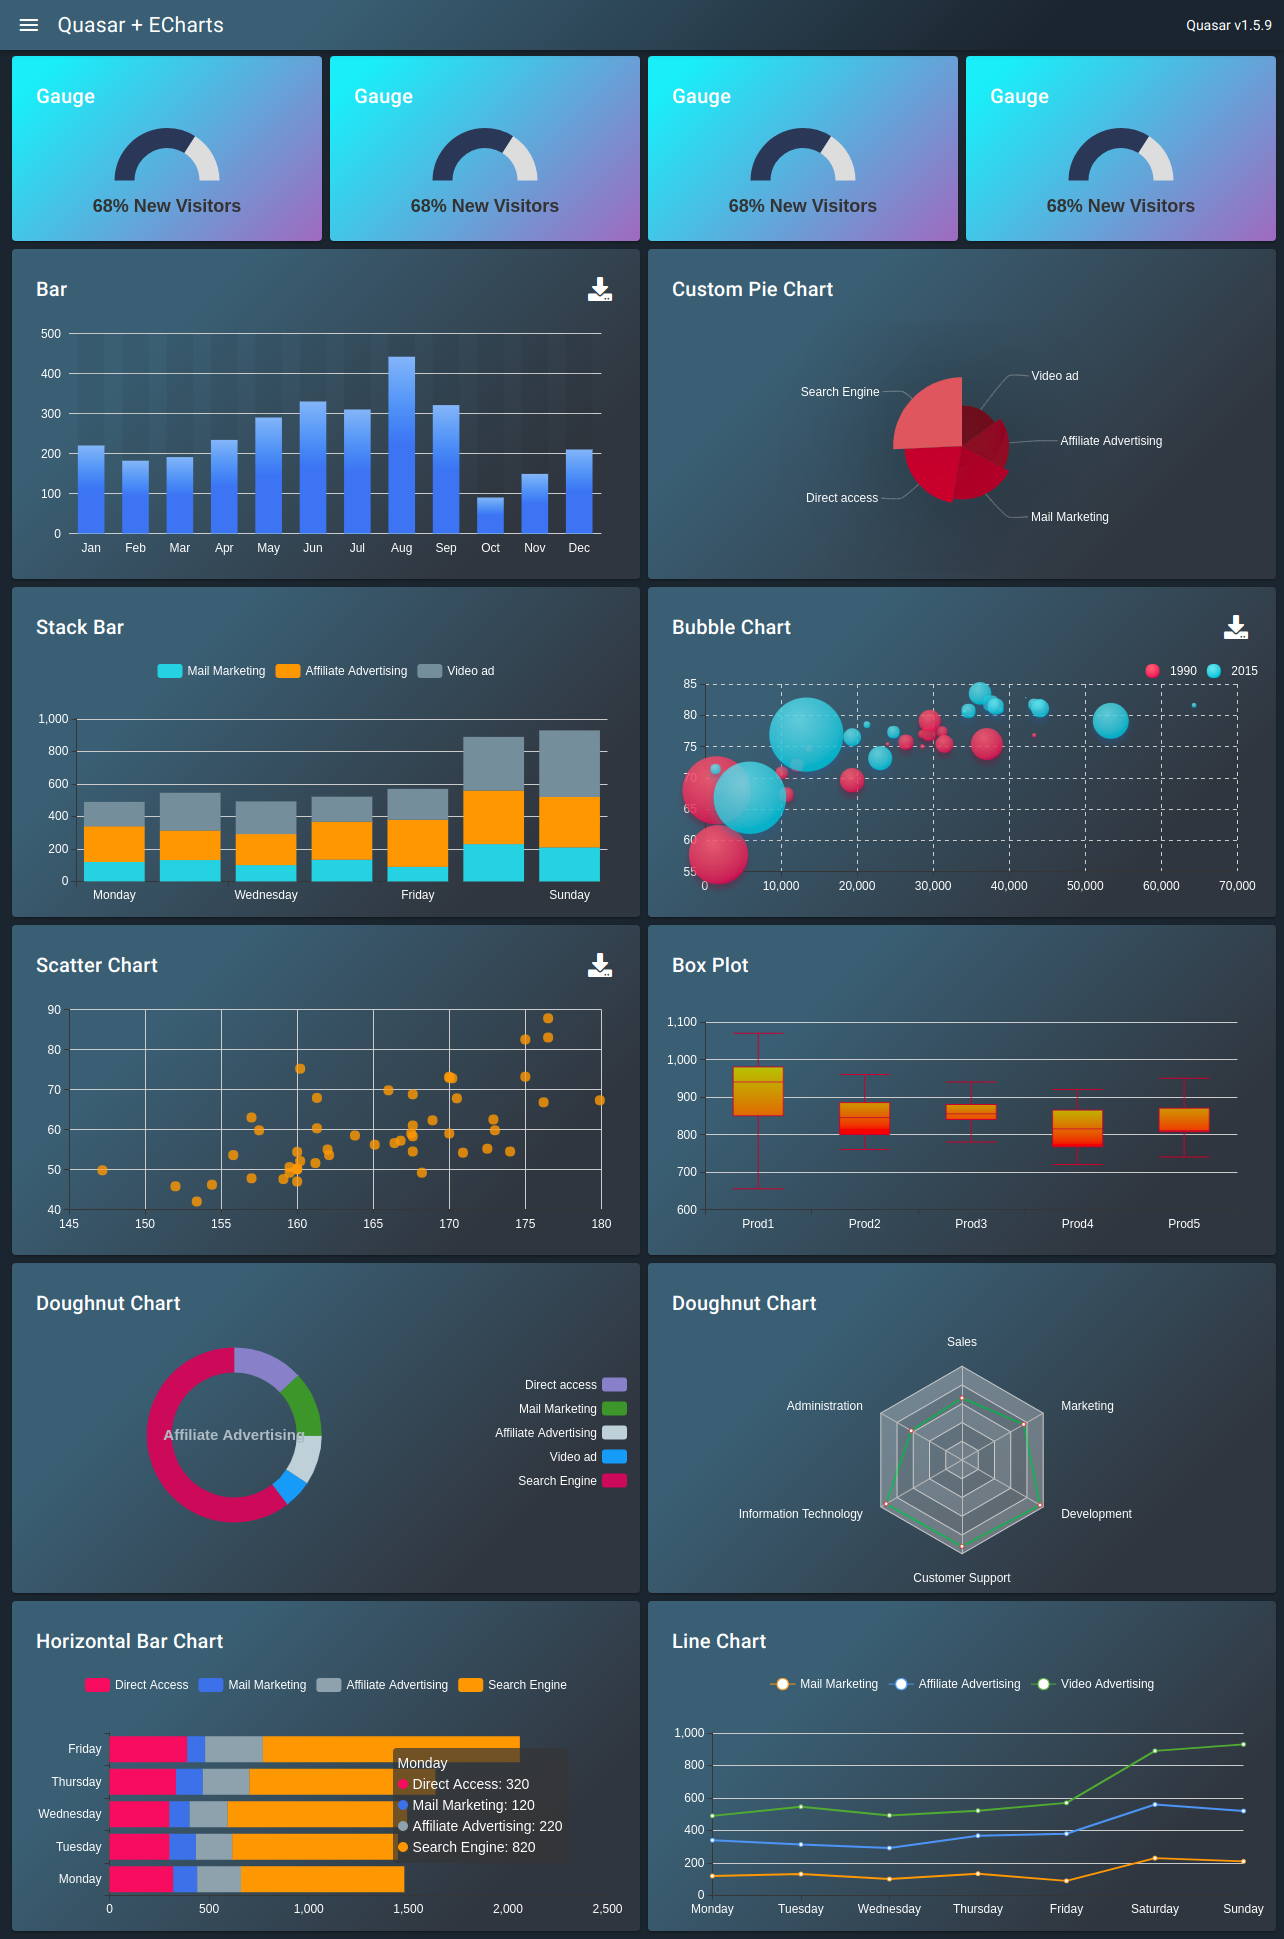 Quasar + ECharts
Quasar v1.5.9
Gauge
68% New Visitors
Gauge
68% New Visitors
Gauge
68% New Visitors
Gauge
68% New Visitors
Bar
500
400
300
200
100
0
Jan Feb Mar Apr May Jun Jul Aug Sep Oct Nov Dec
Custom Pie Chart
Video ad
Search Engine
Affiliate Advertising
Direct access
Mail Marketing
Stack Bar
Mail Marketing Affiliate Advertising Video ad
1,000
800
600
400
200
0
Monday Wednesday Friday Sunday
Bubble Chart
1990 2015
85
80
75
70
65
60
55
0 10,000 20,000 30,000 40,000 50,000 60,000 70,000
Scatter Chart
90
80
70
60
50
40
145 150 155 160 165 170 175 180
Box Plot
1,100
1,000
900
800
700
600
Prod1 Prod2 Prod3 Prod4 Prod5
Doughnut Chart
Affiliate Advertising
Direct access
Mail Marketing
Affiliate Advertising
Video ad
Search Engine
Doughnut Chart
Sales
Administration
Marketing
Information Technology
Development
Customer Support
Horizontal Bar Chart
Direct Access Mail Marketing Affiliate Advertising Search Engine
Friday
Thursday
Wednesday
Tuesday
Monday
0 500 1,000 1,500 2,000 2,500
Monday
Direct Access: 320
Mail Marketing: 120
Affiliate Advertising: 220
Search Engine: 820
Line Chart
Mail Marketing Affiliate Advertising Video Advertising
1,000
800
600
400
200
0
Monday Tuesday Wednesday Thursday Friday Saturday Sunday